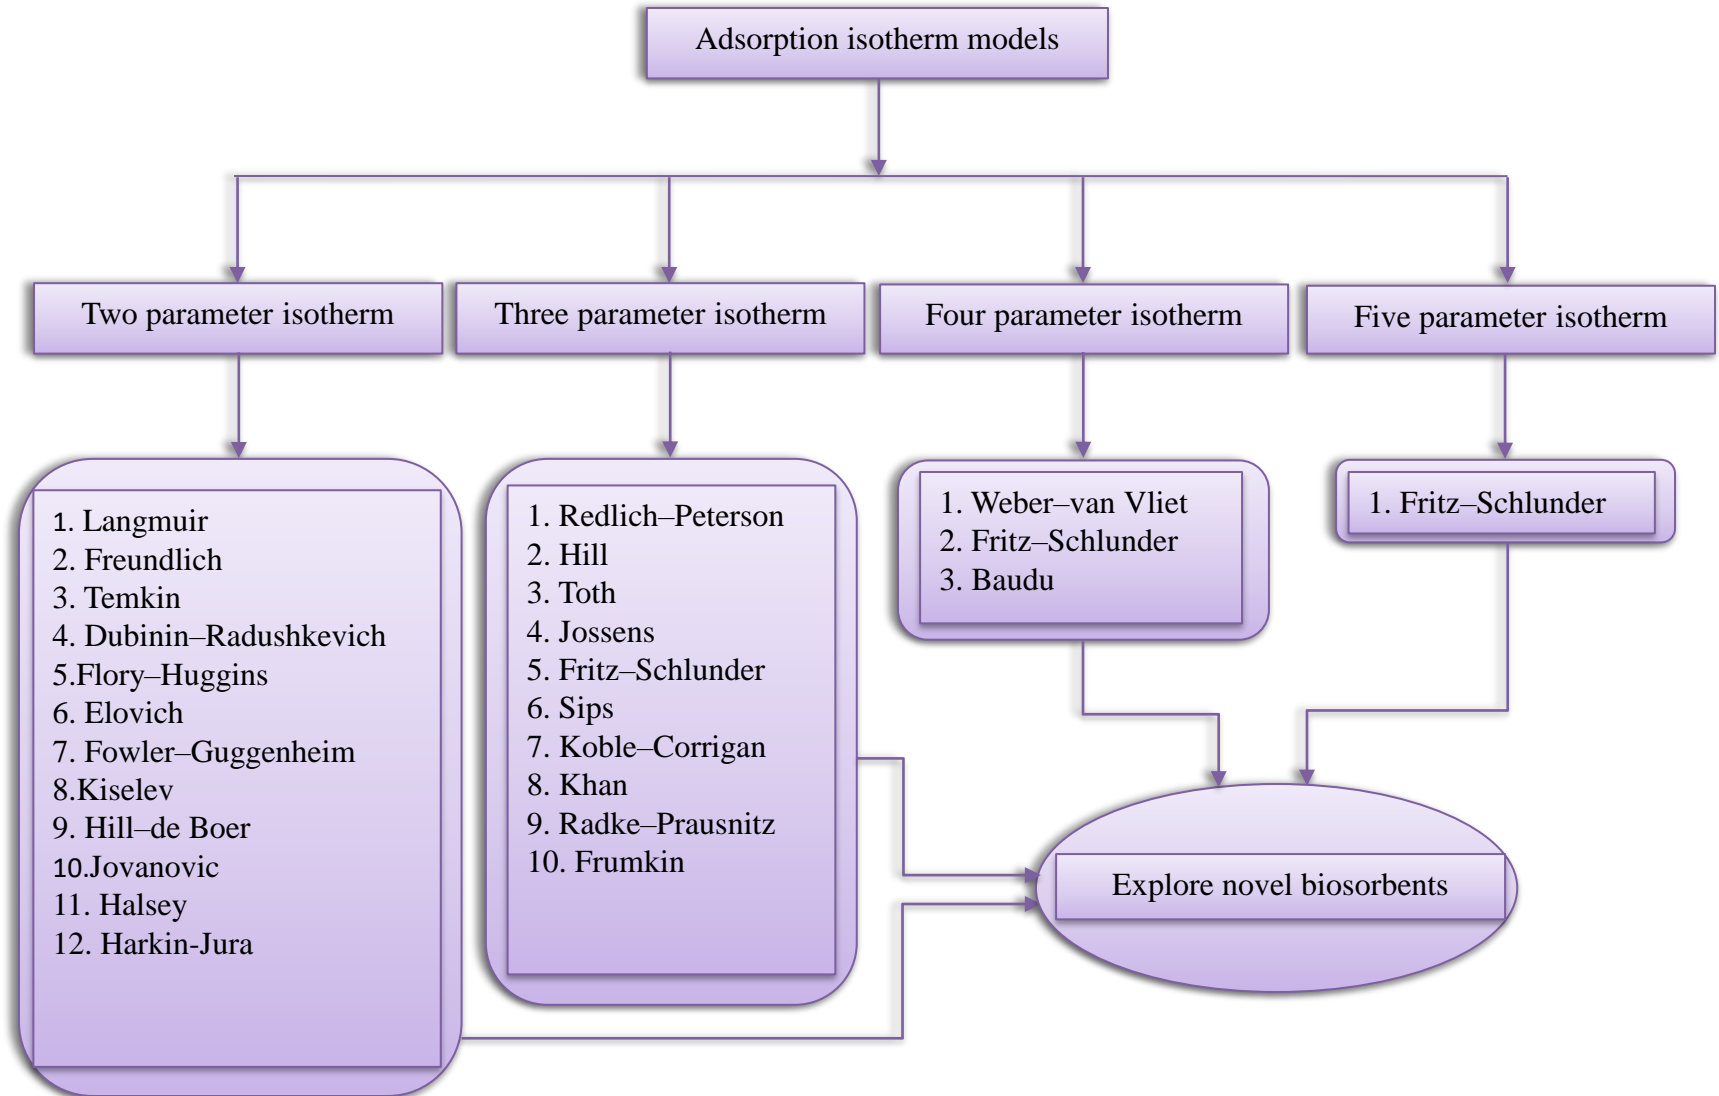 Adsorption isotherm models
Two parameter isotherm
Three parameter isotherm
Four parameter isotherm
Five parameter isotherm
1. Langmuir
2. Freundlich
3. Temkin
4. Dubinin–Radushkevich
5.Flory–Huggins
6. Elovich
7. Fowler–Guggenheim
8.Kiselev
9. Hill–de Boer
10.Jovanovic
11. Halsey
12. Harkin-Jura
1. Redlich–Peterson
2. Hill
3. Toth
4. Jossens
5. Fritz–Schlunder
6. Sips
7. Koble–Corrigan
8. Khan
9. Radke–Prausnitz
10. Frumkin
1. Weber–van Vliet
2. Fritz–Schlunder
3. Baudu
1. Fritz–Schlunder
Explore novel biosorbents